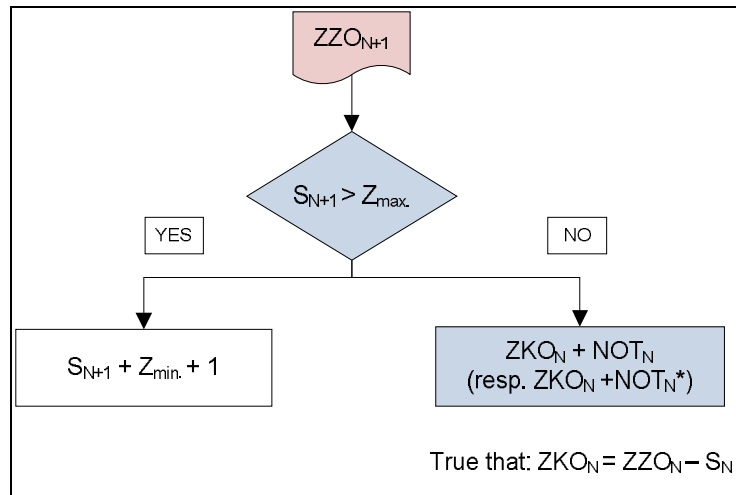 ZZO_N+1
S_N+1 > Z_max.
YES
NO
S_N+1 + Z_min. + 1
ZKO_N + NOT_N
(resp. ZKO_N +NOT_N*)
True that: ZKO_N = ZZO_N – S_N